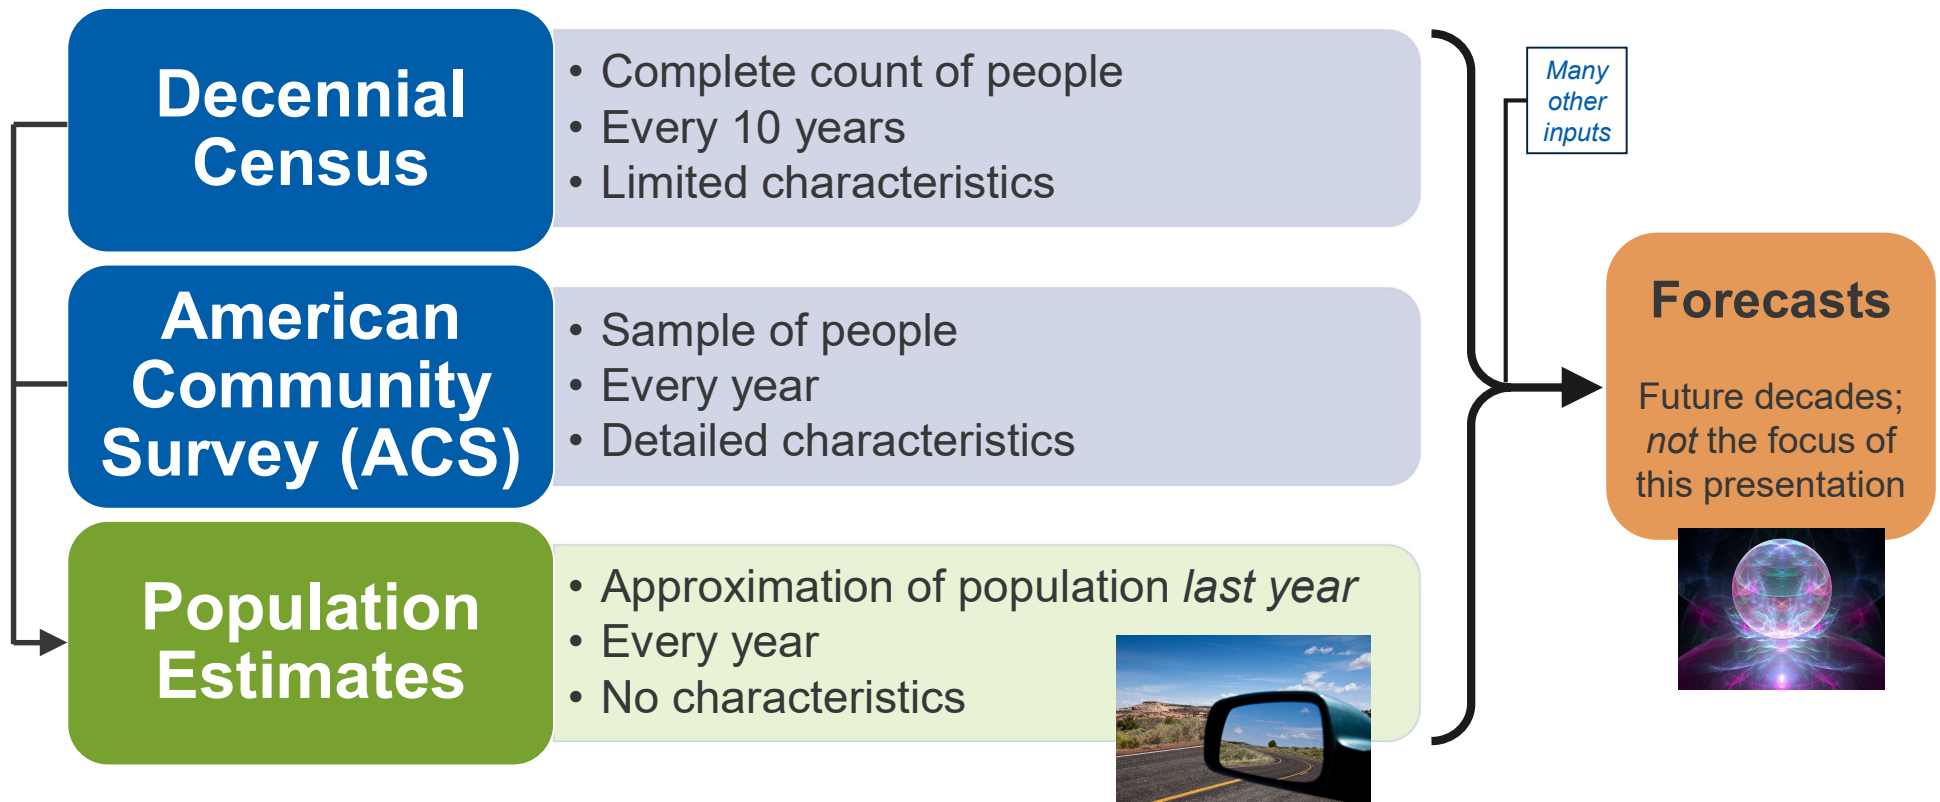 Decennial
Census
• Complete count of people
• Every 10 years
• Limited characteristics
American
Community
Survey (ACS)
• Sample of people
• Every year
• Detailed characteristics
Population
Estimates
• Approximation of population last year
• Every year
• No characteristics
Many
other
inputs
Forecasts
Future decades;
not the focus of
this presentation